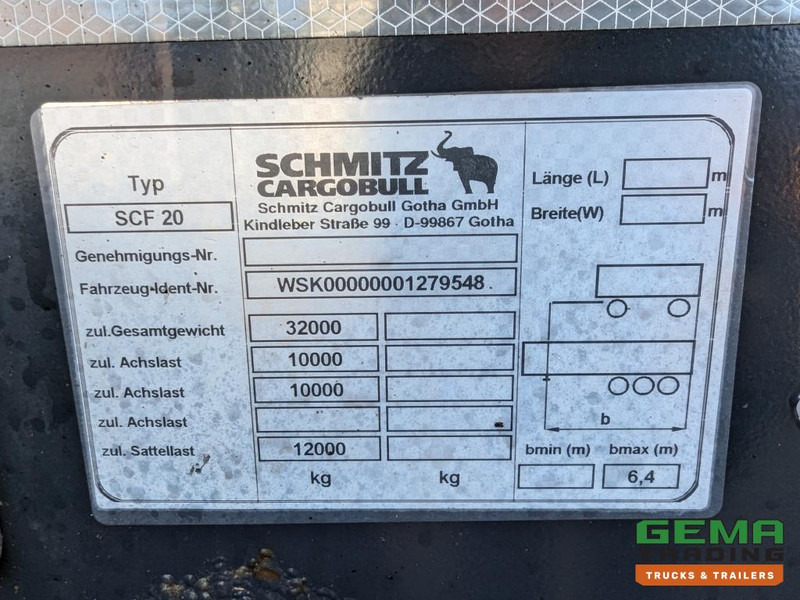 SCHMITZ
CARGOBULL
Schmitz Cargobull Gotha GmbH
Kindleber Straße 99 · D-99867 Gotha
Typ
SCF 20
Genehmigungs-Nr.
Fahrzeug-Ident-Nr. WSK00000001279548
zul.Gesamtgewicht 32000
zul. Achslast 10000
zul. Achslast 10000
zul. Achslast
zul. Sattellast 12000
kg kg
Länge (L) m
Breite(W) m
b
bmin (m) bmax (m)
6,4
GEMA
TRADING
TRUCKS & TRAILERS